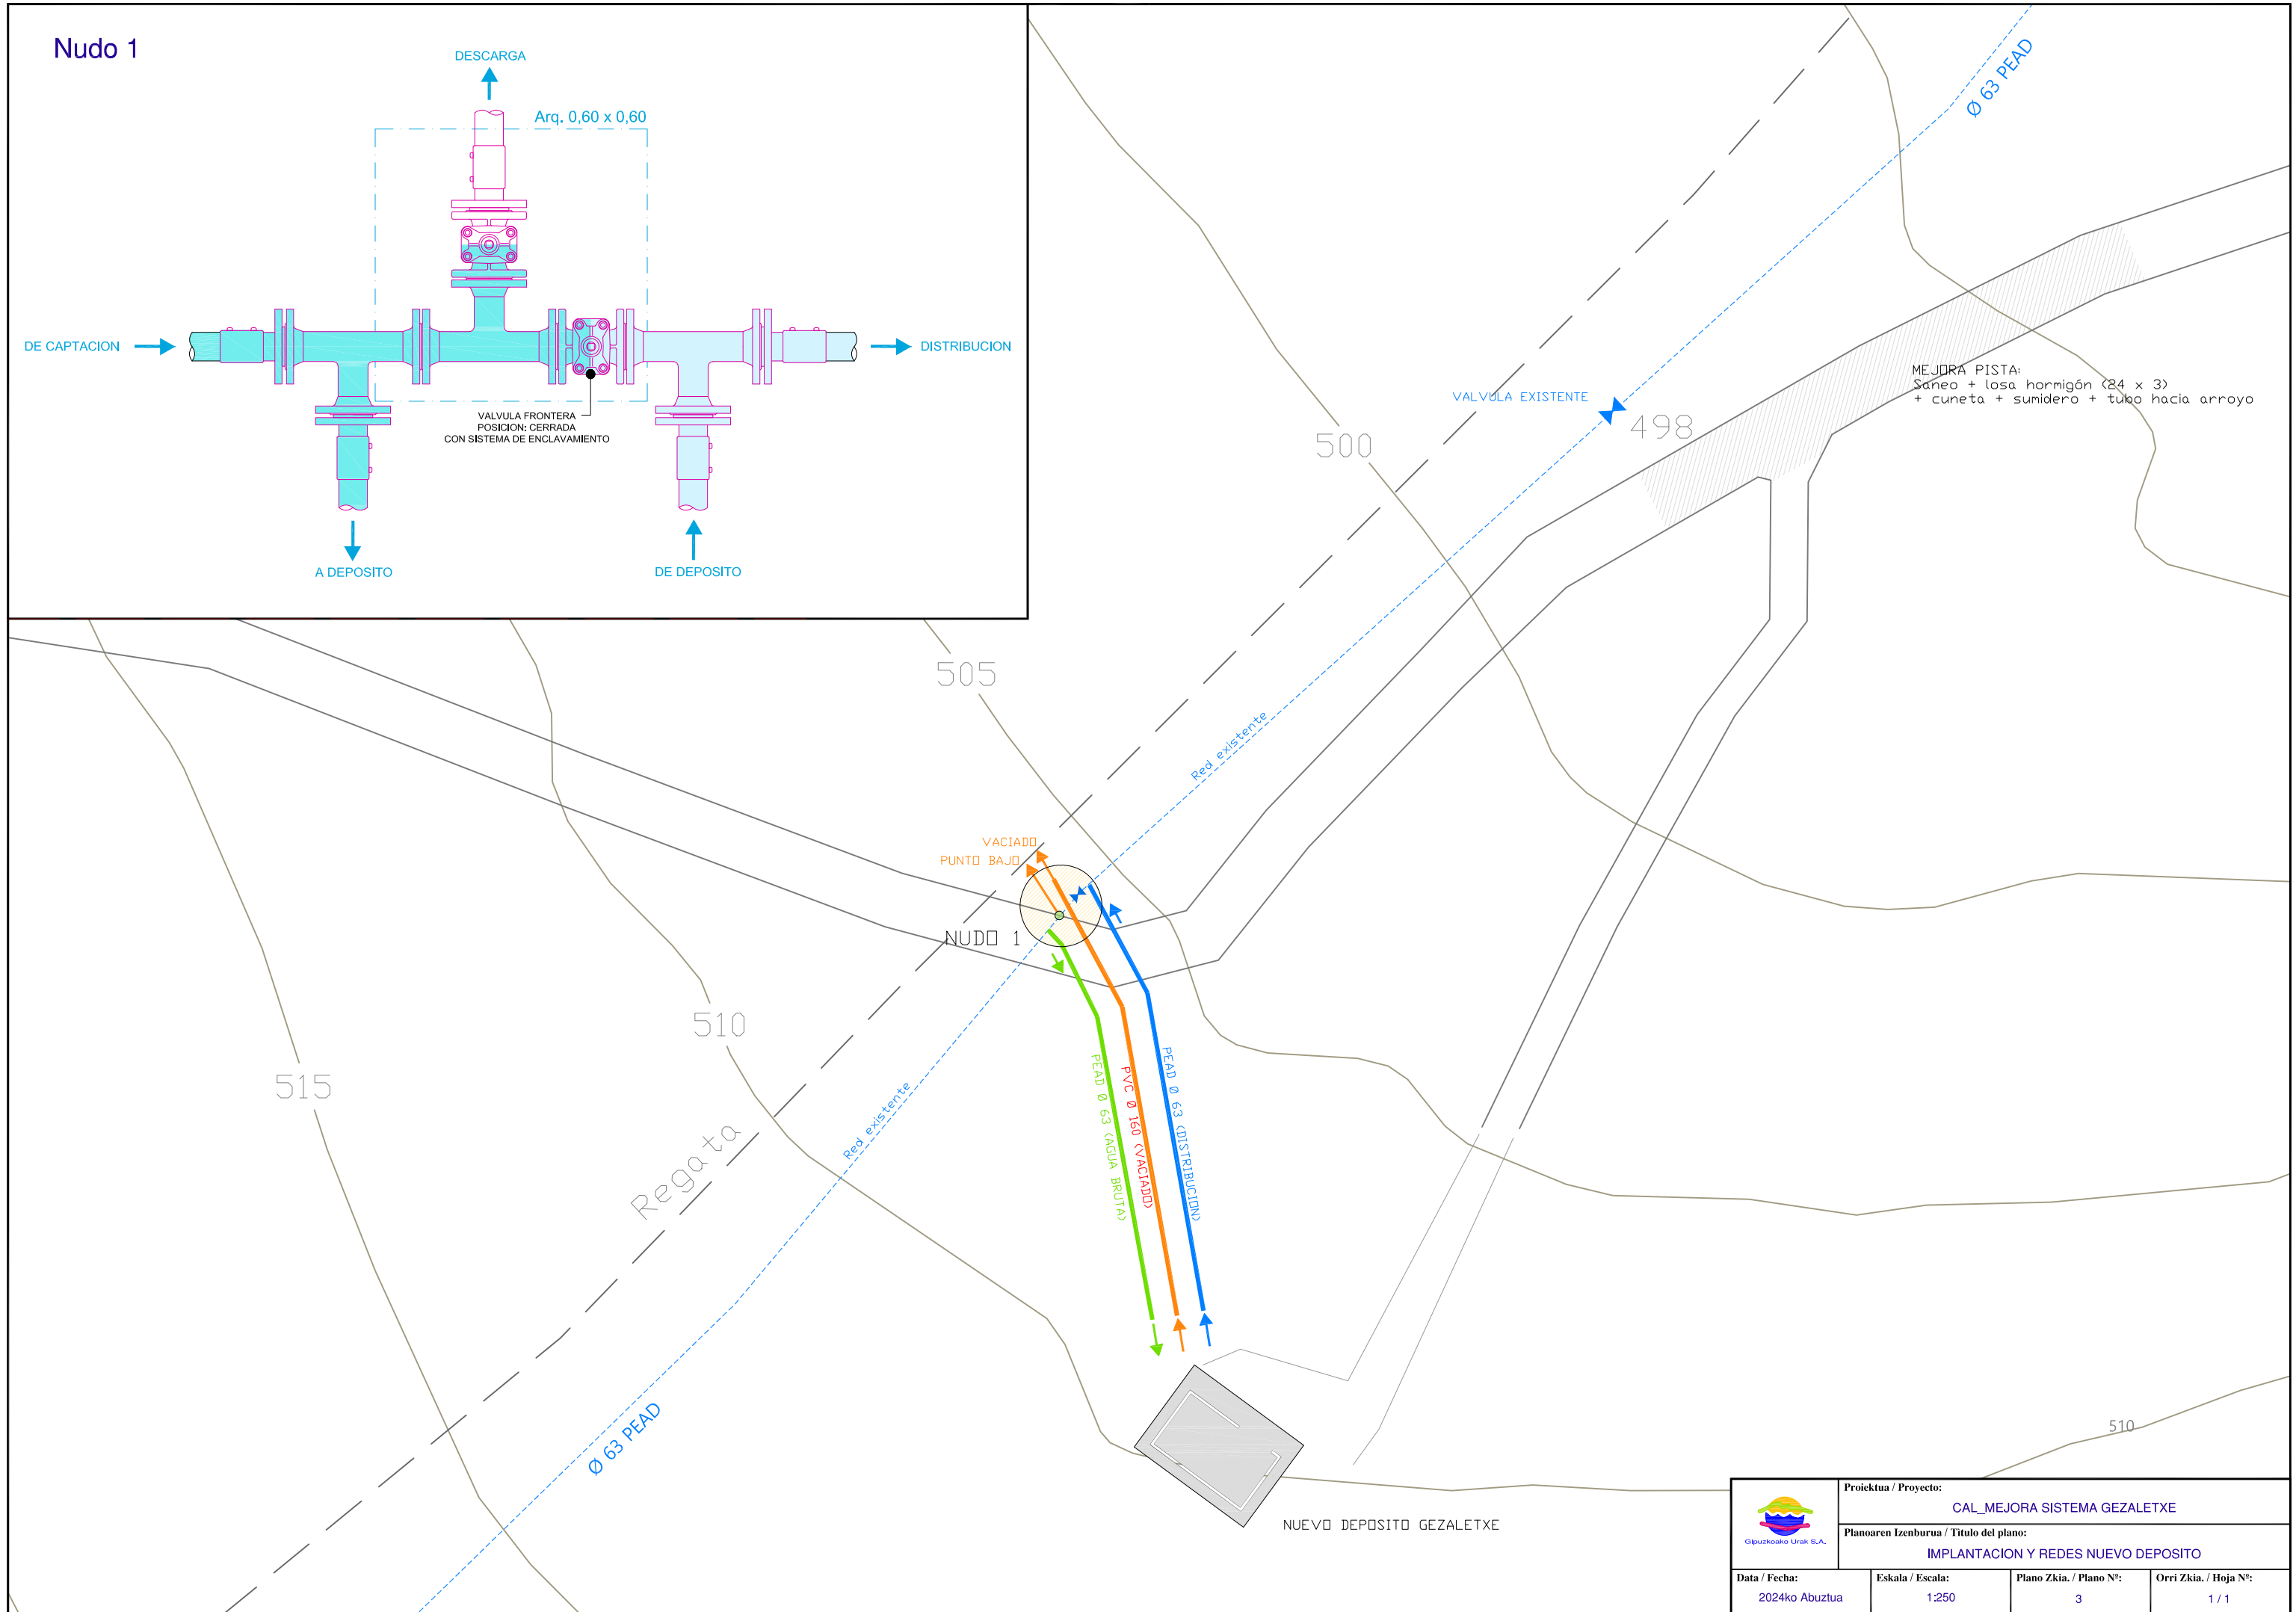 Nudo 1
DESCARGA
Arq. 0,60 x 0,60
DE CAPTACION
DISTRIBUCION
VALVULA FRONTERA
POSICION: CERRADA
CON SISTEMA DE ENCLAVAMIENTO
A DEPOSITO
DE DEPOSITO
Ø 63 PEAD
MEJORA PISTA:
Saneo + losa hormigón (24 x 3)
+ cuneta + sumidero + tubo hacia arroyo
VALVULA EXISTENTE
498
500
505
Red existente
VACIADO
PUNTO BAJO
NUDO 1
510
515
Regata
Red existente
PEAD Ø 63 (AGUA BRUTA)
PVC Ø 160 (VACIADO)
PEAD Ø 63 (DISTRIBUCION)
Ø 63 PEAD
510
NUEVO DEPOSITO GEZALETXE
Gipuzkoako Urak S.A.
Proiektua / Proyecto:
CAL_MEJORA SISTEMA GEZALETXE
Planoaren Izenburua / Titulo del plano:
IMPLANTACION Y REDES NUEVO DEPOSITO
Data / Fecha:
2024ko Abuztua
Eskala / Escala:
1:250
Plano Zkia. / Plano Nº:
3
Orri Zkia. / Hoja Nº:
1 / 1